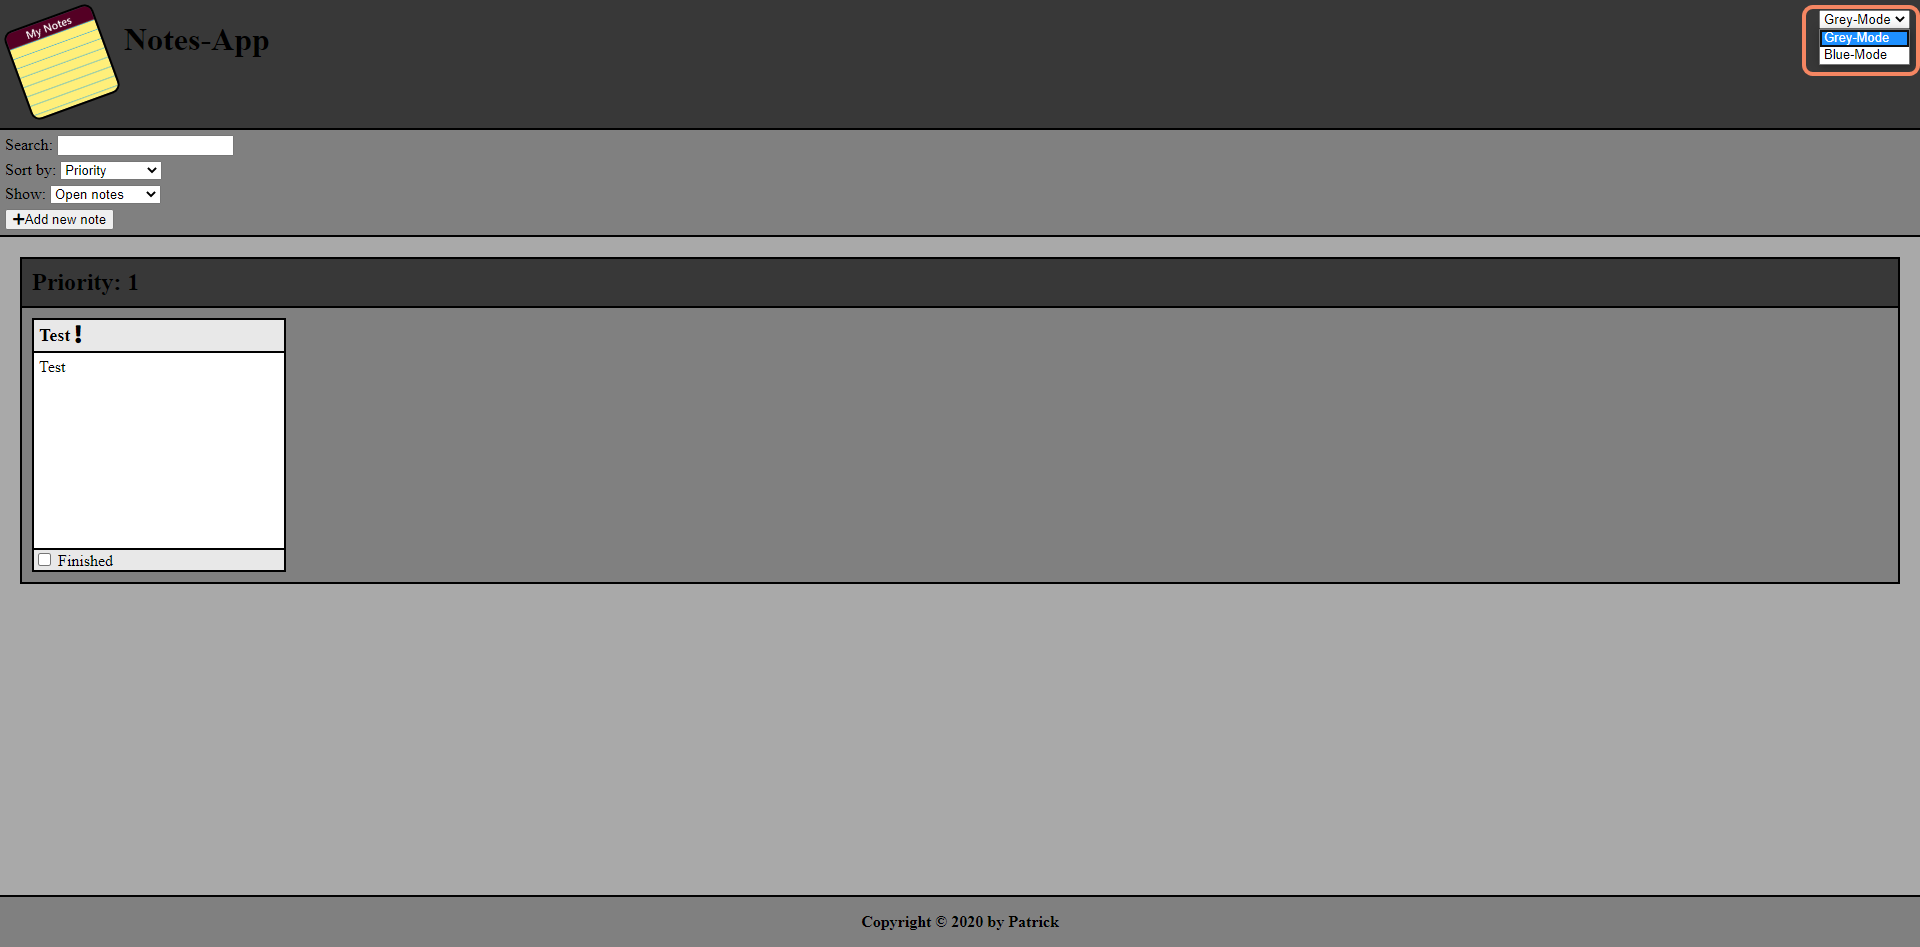 My Notes
Notes-App
Grey-Mode
Grey-Mode
Blue-Mode
Search:
Sort by: Priority
Show: Open notes
+Add new note
Priority: 1
Test!
Test
Finished
Copyright © 2020 by Patrick